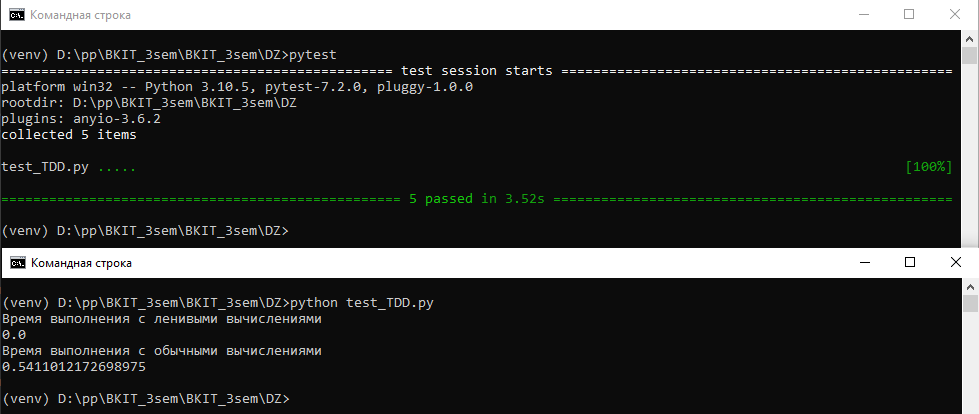 Командная строка
(venv) D:\pp\BKIT_3sem\BKIT_3sem\DZ>pytest
================================================= test session starts =================================================
platform win32 -- Python 3.10.5, pytest-7.2.0, pluggy-1.0.0
rootdir: D:\pp\BKIT_3sem\BKIT_3sem\DZ
plugins: anyio-3.6.2
collected 5 items
test_TDD.py ..... [100%]
================================================== 5 passed in 3.52s ==================================================
(venv) D:\pp\BKIT_3sem\BKIT_3sem\DZ>
Командная строка
(venv) D:\pp\BKIT_3sem\BKIT_3sem\DZ>python test_TDD.py
Время выполнения с ленивыми вычислениями
0.0
Время выполнения с обычными вычислениями
0.5411012172698975
(venv) D:\pp\BKIT_3sem\BKIT_3sem\DZ>